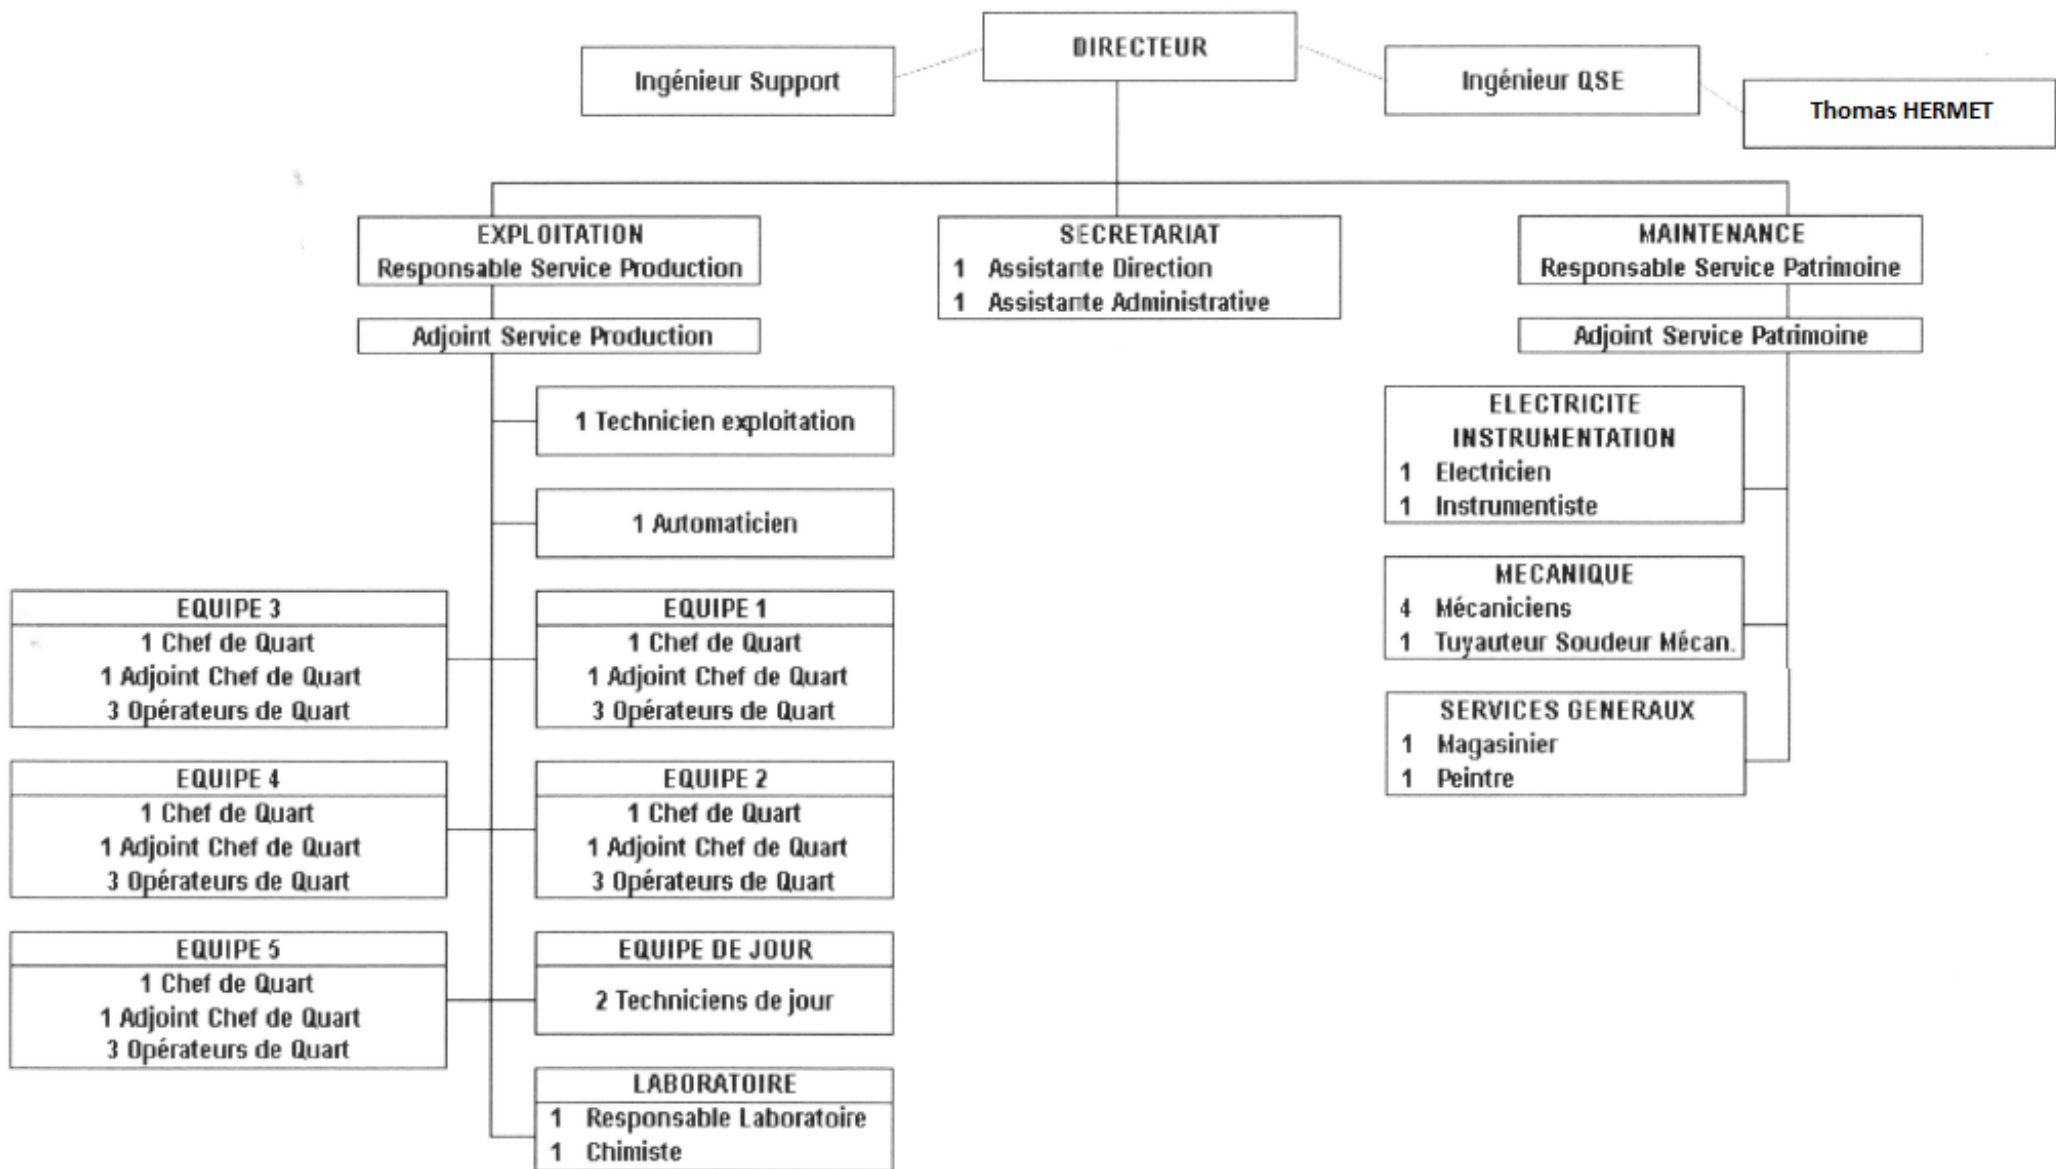 DIRECTEUR
Ingénieur Support
Ingénieur QSE
Thomas HERMET
EXPLOITATION
Responsable Service Production
SECRETARIAT
1 Assistante Direction
1 Assistante Administrative
MAINTENANCE
Responsable Service Patrimoine
Adjoint Service Production
Adjoint Service Patrimoine
1 Technicien exploitation
1 Automaticien
ELECTRICITE
INSTRUMENTATION
1 Electricien
1 Instrumentiste
MECANIQUE
4 Mécaniciens
1 Tuyauteur Soudeur Mécan.
SERVICES GENERAUX
1 Magasinier
1 Peintre
EQUIPE 3
1 Chef de Quart
1 Adjoint Chef de Quart
3 Opérateurs de Quart
EQUIPE 1
1 Chef de Quart
1 Adjoint Chef de Quart
3 Opérateurs de Quart
EQUIPE 4
1 Chef de Quart
1 Adjoint Chef de Quart
3 Opérateurs de Quart
EQUIPE 2
1 Chef de Quart
1 Adjoint Chef de Quart
3 Opérateurs de Quart
EQUIPE 5
1 Chef de Quart
1 Adjoint Chef de Quart
3 Opérateurs de Quart
EQUIPE DE JOUR
2 Techniciens de jour
LABORATOIRE
1 Responsable Laboratoire
1 Chimiste